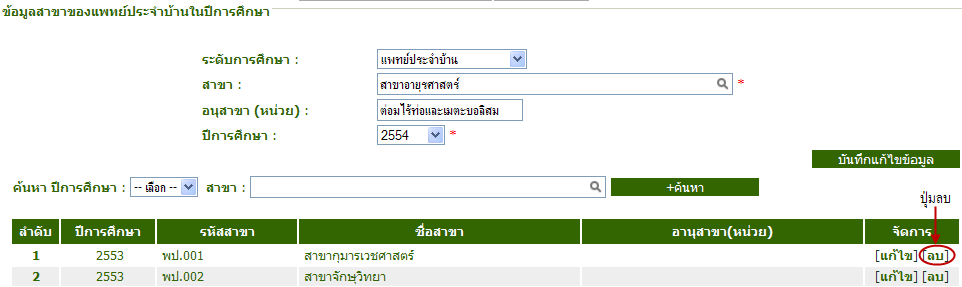 ข้อมูลสาขาของแพทย์ประจำบ้านในปีการศึกษา
ระดับการศึกษา : แพทย์ประจำบ้าน
สาขา : สาขาอายุรศาสตร์ *
อนุสาขา (หน่วย) : ต่อมไร้ท่อและเมตะบอลิสม
ปีการศึกษา : 2554 *
บันทึกแก้ไขข้อมูล
ค้นหา ปีการศึกษา : -- เลือก -- สาขา : +ค้นหา
ปุ่มลบ
ลำดับ ปีการศึกษา รหัสสาขา ชื่อสาขา อานุสาขา(หน่วย) จัดการ
1 2553 พป.001 สาขากุมารเวชศาสตร์ [แก้ไข] [ลบ]
2 2553 พป.002 สาขาจักษุวิทยา [แก้ไข] [ลบ]